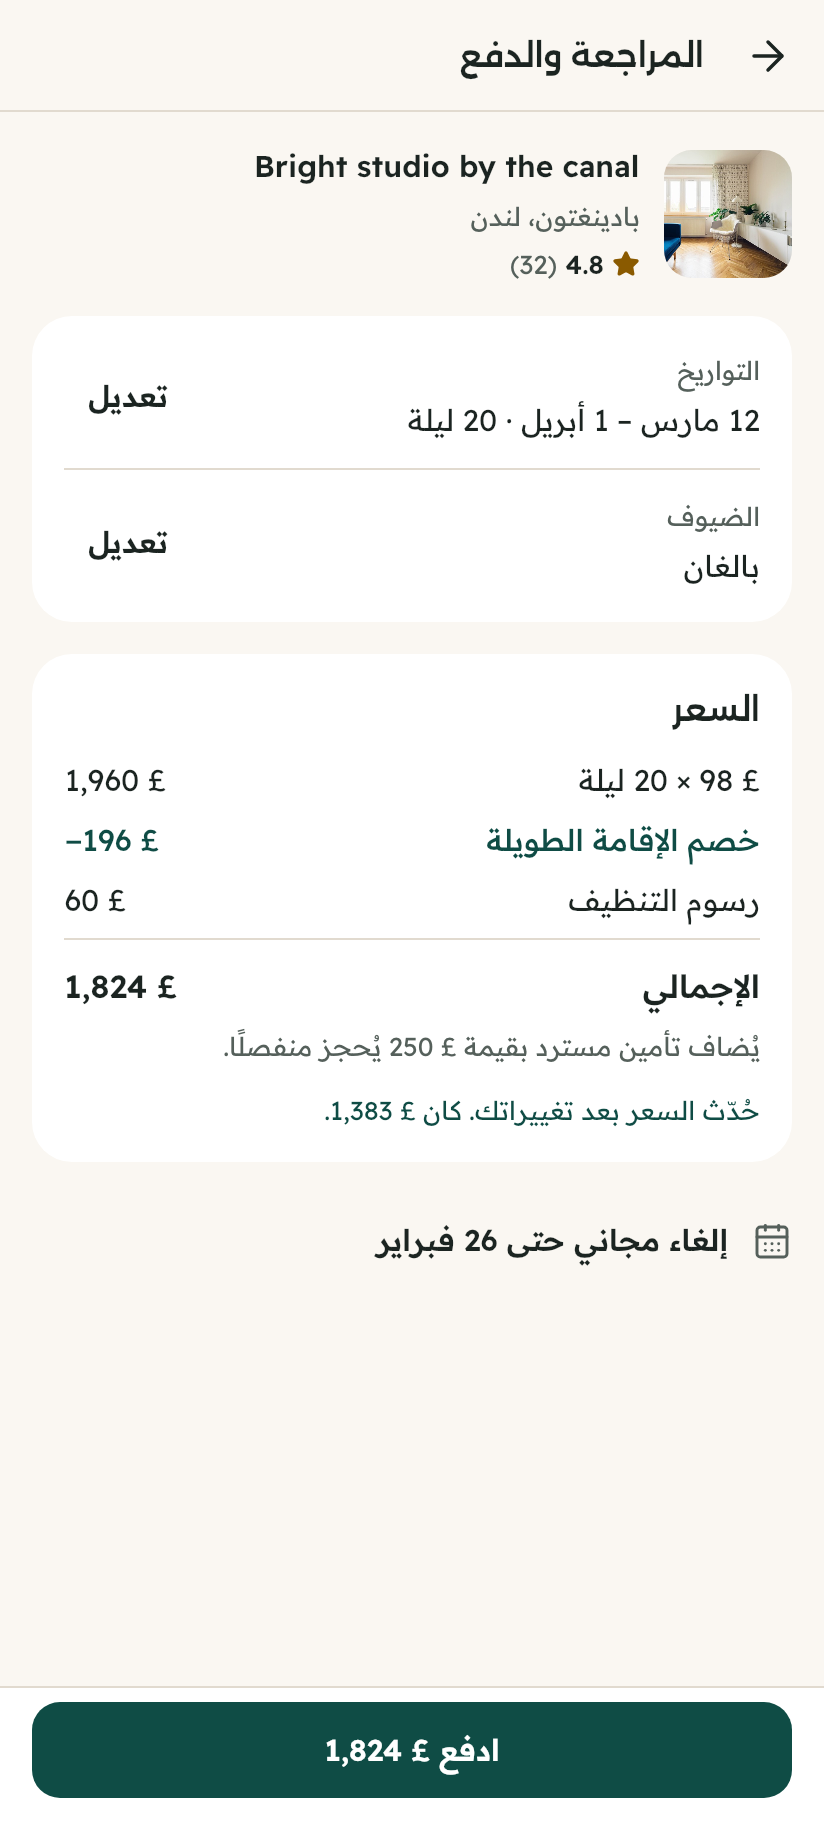 المراجعة والدفع
Bright studio by the canal
بادينغتون، لندن
4.8 (32)
التواريخ
12 مارس – 1 أبريل · 20 ليلة
تعديل
الضيوف
بالغان
تعديل
السعر
£ 98 × 20 ليلة
£ 1,960
خصم الإقامة الطويلة
£ 196−
رسوم التنظيف
£ 60
الإجمالي
£ 1,824
يُضاف تأمين مسترد بقيمة £ 250 يُحجز منفصلًا.
حُدّث السعر بعد تغييراتك. كان £ 1,383.
إلغاء مجاني حتى 26 فبراير
ادفع £ 1,824